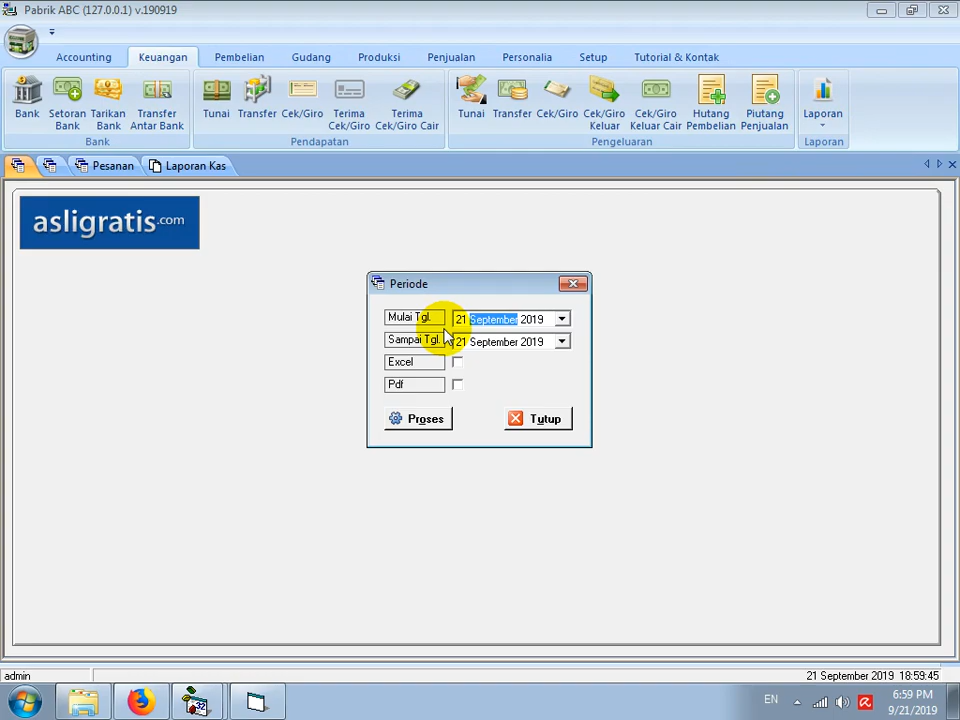 Pabrik ABC (127.0.0.1) v.190919
Accounting Keuangan Pembelian Gudang Produksi Penjualan Personalia Setup Tutorial & Kontak
Bank
Setoran Bank
Tarikan Bank
Transfer Antar Bank
Tunai
Transfer
Cek/Giro
Terima Cek/Giro
Terima Cek/Giro Cair
Tunai
Transfer
Cek/Giro
Cek/Giro Keluar
Cek/Giro Keluar Cair
Hutang Pembelian
Piutang Penjualan
Laporan
Bank Pendapatan Pengeluaran Laporan
Pesanan Laporan Kas
asligratis.com
Periode
Mulai Tgl. 21 September 2019
Sampai Tgl. 21 September 2019
Excel
Pdf
Proses Tutup
admin 21 September 2019 18:59:45
32
EN 6:59 PM
9/21/2019